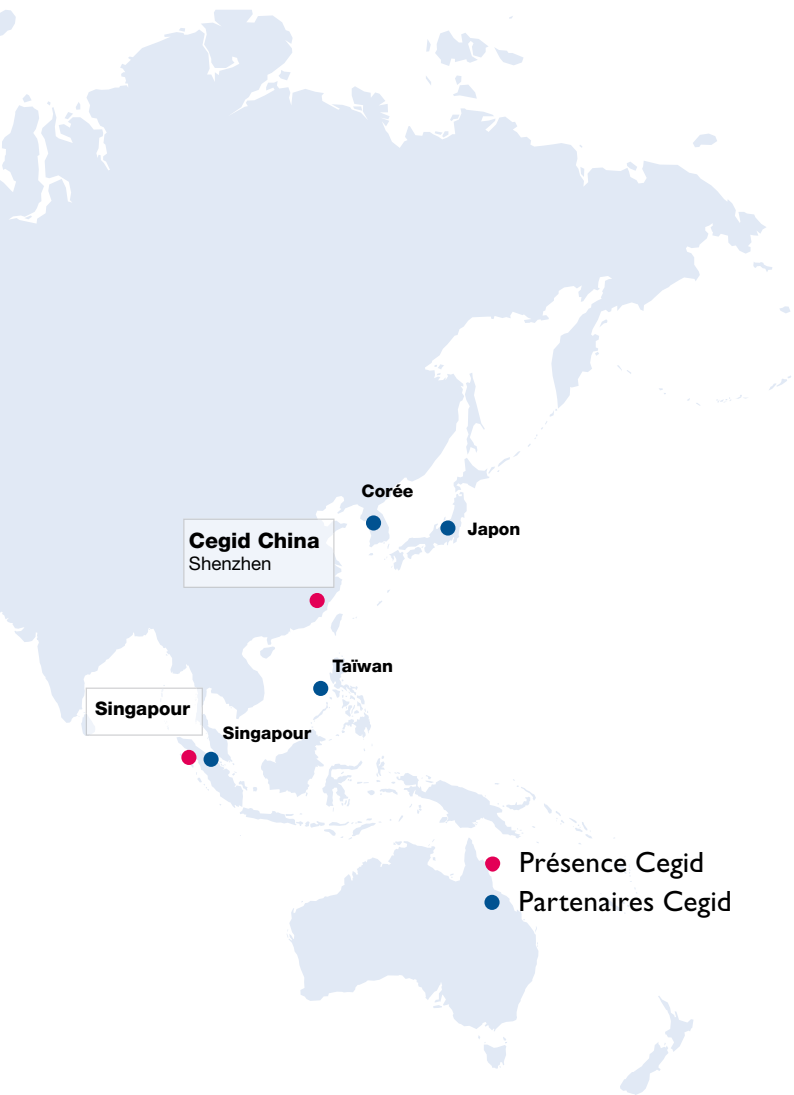 Corée
Japon
Cegid China
Shenzhen
Taïwan
Singapour
Singapour
Présence Cegid
Partenaires Cegid